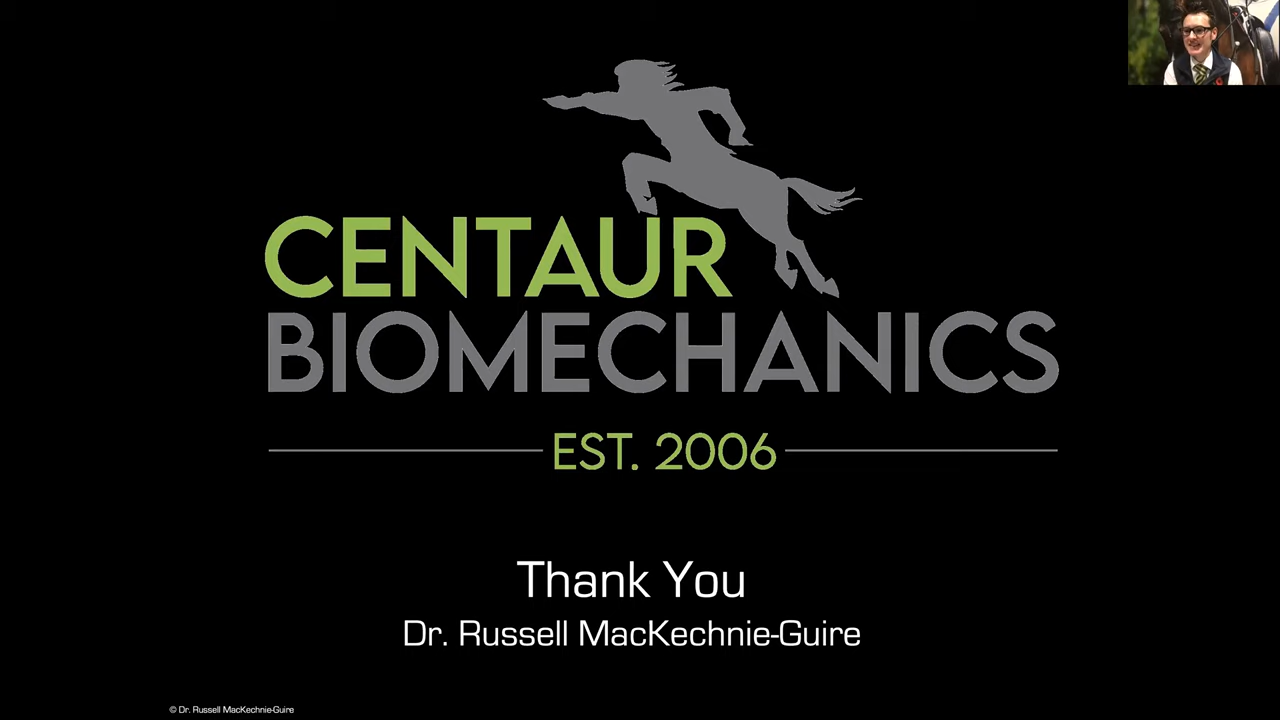 CENTAUR
BIOMECHANICS
EST. 2006
Thank You
Dr. Russell MacKechnie-Guire
© Dr. Russell MacKechnie-Guire